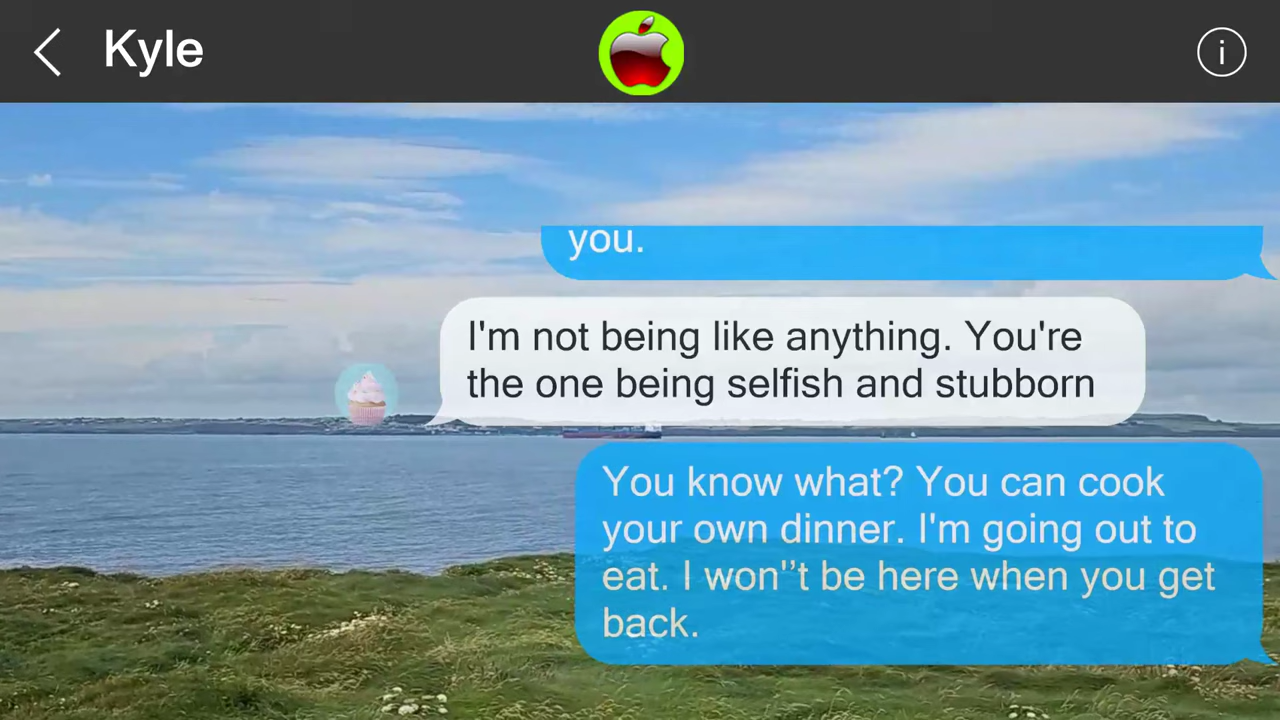 Kyle
i
you.
I'm not being like anything. You're
the one being selfish and stubborn
You know what? You can cook
your own dinner. I'm going out to
eat. I won''t be here when you get
back.